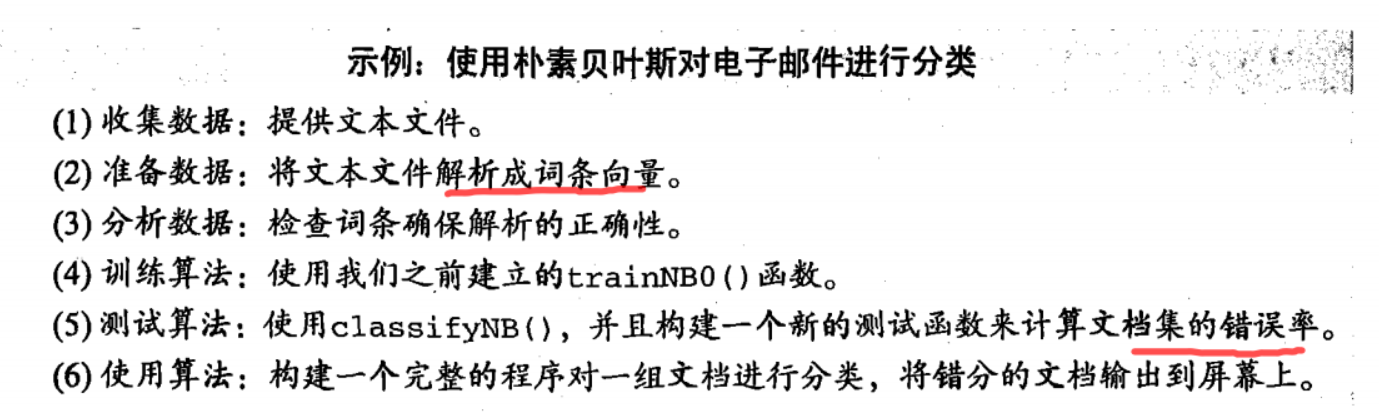 示例：使用朴素贝叶斯对电子邮件进行分类
(1) 收集数据：提供文本文件。
(2) 准备数据：将文本文件解析成词条向量。
(3) 分析数据：检查词条确保解析的正确性。
(4) 训练算法：使用我们之前建立的trainNB0()函数。
(5) 测试算法：使用classifyNB()，并且构建一个新的测试函数来计算文档集的错误率。
(6) 使用算法：构建一个完整的程序对一组文档进行分类，将错分的文档输出到屏幕上。